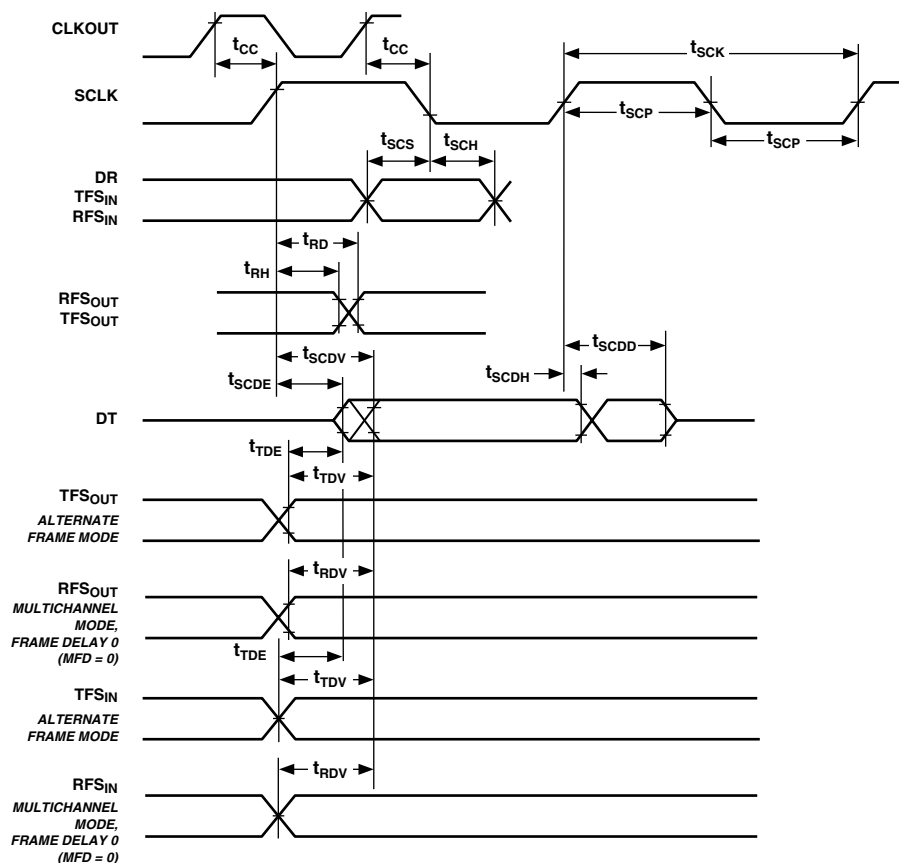 CLKOUT
tCC
tCC
tSCK
SCLK
tSCP
tSCP
tSCS
tSCH
DR
TFSIN
RFSIN
tRD
tRH
RFSOUT
TFSOUT
tSCDV
tSCDD
tSCDE
tSCDH
DT
tTDE
tTDV
TFSOUT
ALTERNATE
FRAME MODE
tRDV
RFSOUT
MULTICHANNEL
MODE,
FRAME DELAY 0
(MFD = 0)
tTDE
tTDV
TFSIN
ALTERNATE
FRAME MODE
tRDV
RFSIN
MULTICHANNEL
MODE,
FRAME DELAY 0
(MFD = 0)